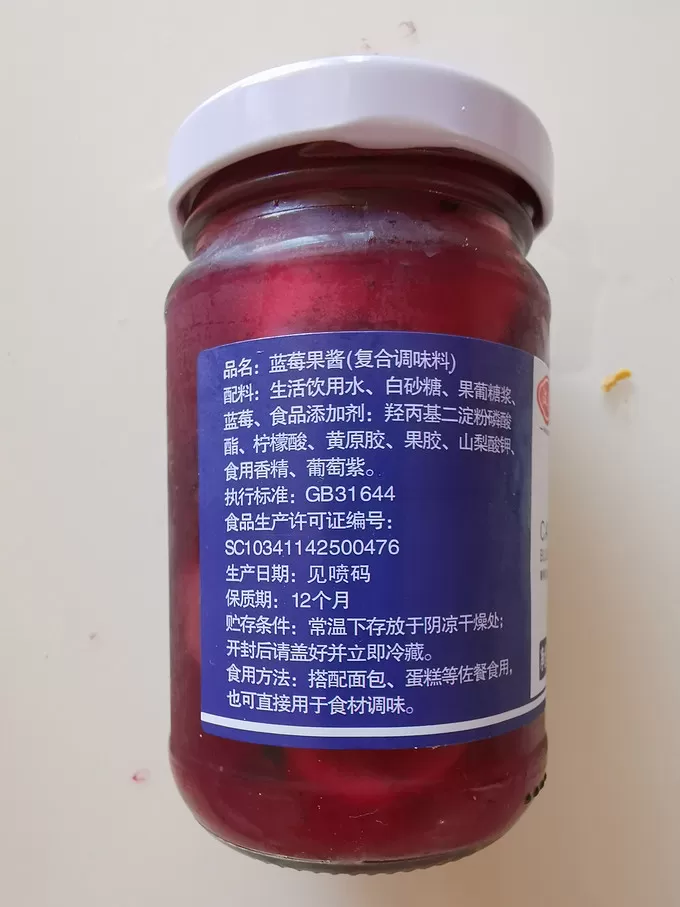 品名：蓝莓果酱(复合调味料)
配料：生活饮用水、白砂糖、果葡糖浆、
蓝莓、食品添加剂：羟丙基二淀粉磷酸
酯、柠檬酸、黄原胶、果胶、山梨酸钾、
食用香精、葡萄紫。
执行标准：GB31644
食品生产许可证编号：
SC10341142500476
生产日期：见喷码
保质期：12个月
贮存条件：常温下存放于阴凉干燥处；
开封后请盖好并立即冷藏。
食用方法：搭配面包、蛋糕等佐餐食用，
也可直接用于食材调味。